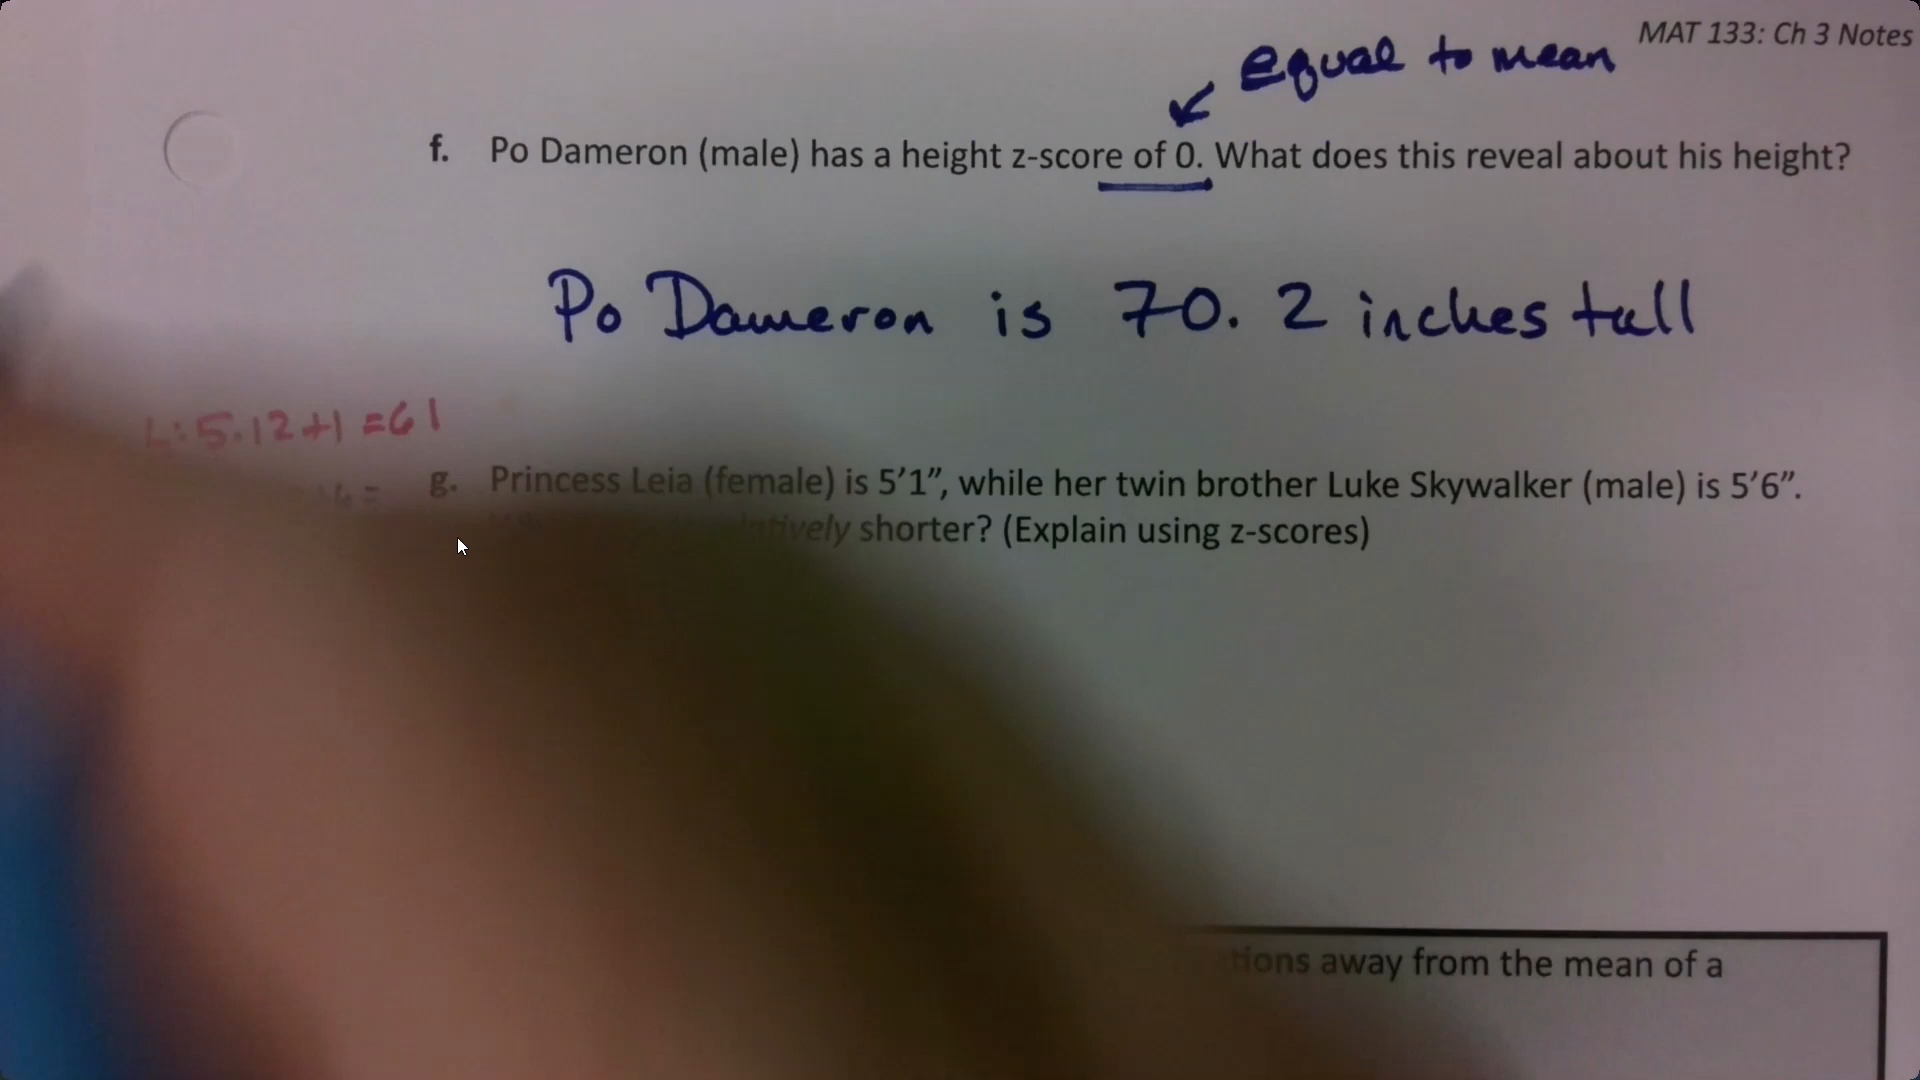 MAT 133: Ch 3 Notes
equal to mean
f. Po Dameron (male) has a height z-score of 0. What does this reveal about his height?
Po Dameron is 70.2 inches tall
L: 5.12+1 =61
g. Princess Leia (female) is 5’1”, while her twin brother Luke Skywalker (male) is 5’6”.
shorter? (Explain using z-scores)
away from the mean of a